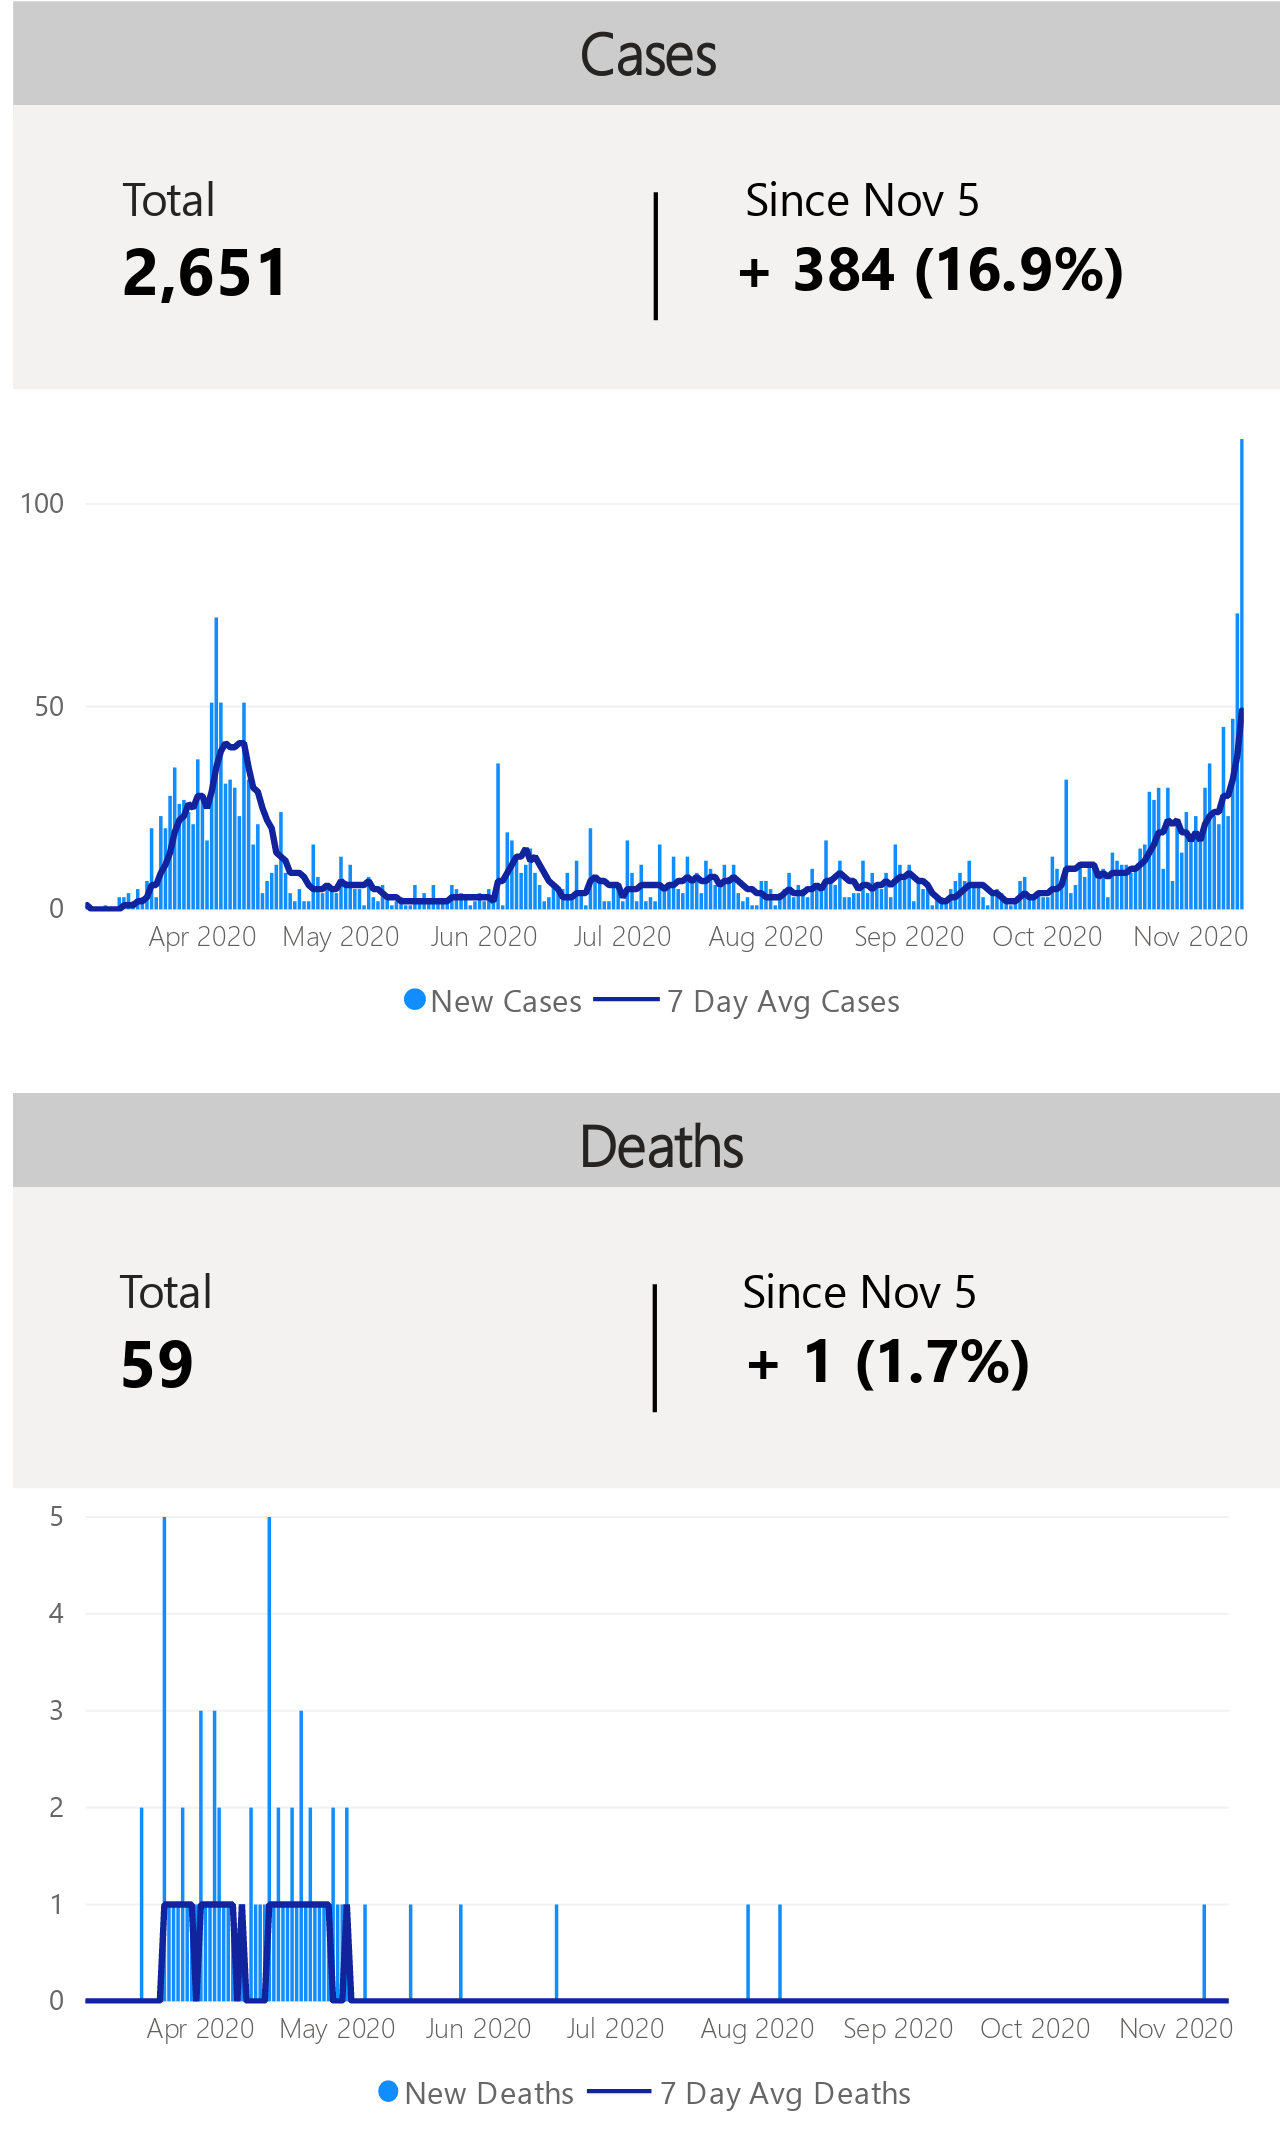 Cases
Total
Since Nov 5
2,651
+ 384 (16.9%)
100
50
0
Apr 2020 May 2020 Jun 2020 Jul 2020 Aug 2020 Sep 2020 Oct 2020 Nov 2020
New Cases 7 Day Avg Cases
Deaths
Total
Since Nov 5
59
+ 1 (1.7%)
5
4
3
2
1
0
Apr 2020 May 2020 Jun 2020 Jul 2020 Aug 2020 Sep 2020 Oct 2020 Nov 2020
New Deaths 7 Day Avg Deaths